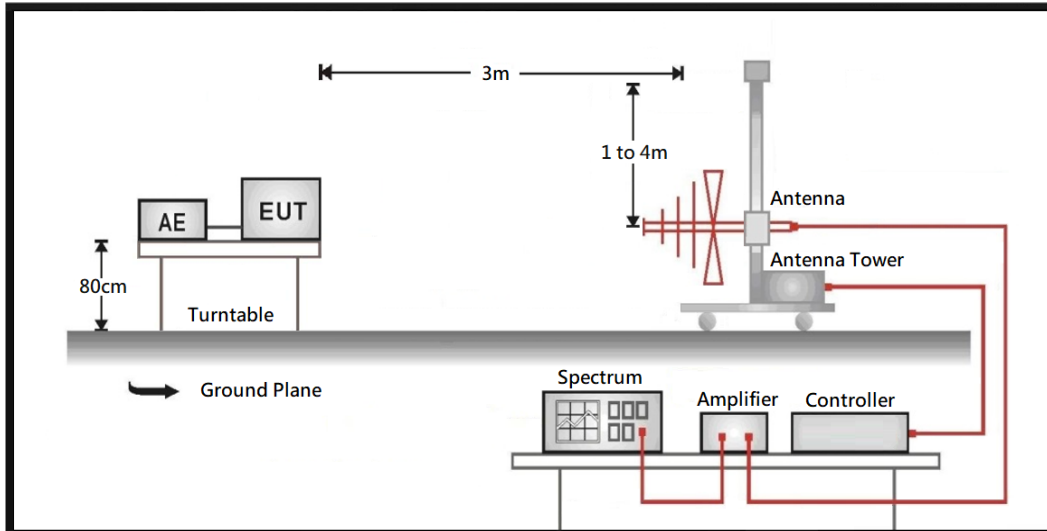 3m
1 to 4m
Antenna
AE
EUT
Antenna Tower
80cm
Turntable
Ground Plane
Spectrum
Amplifier
Controller